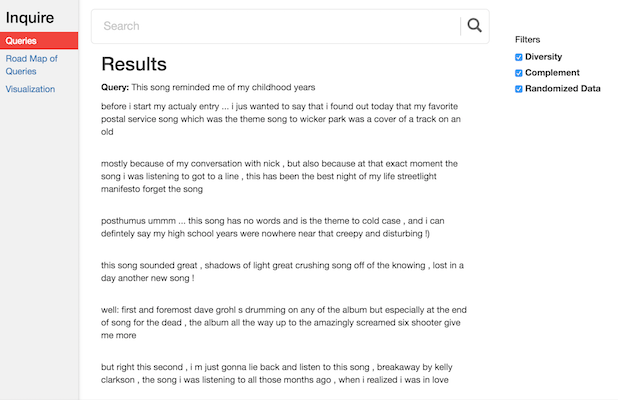 Inquire
Queries
Road Map of
Queries
Visualization
Search
Results
Query: This song reminded me of my childhood years
before i start my actualy entry ... i jus wanted to say that i found out today that my favorite
postal service song which was the theme song to wicker park was a cover of a track on an
old
mostly because of my conversation with nick , but also because at that exact moment the
song i was listening to got to a line , this has been the best night of my life streetlight
manifesto forget the song
posthumus ummm ... this song has no words and is the theme to cold case , and i can
defintely say my high school years were nowhere near that creepy and disturbing !)
this song sounded great , shadows of light great crushing song off of the knowing , lost in a
day another new song !
well: first and foremost dave grohl s drumming on any of the album but especially at the end
of song for the dead , the album all the way up to the amazingly screamed six shooter give
me more
but right this second , i m just gonna lie back and listen to this song , breakaway by kelly
clarkson , the song i was listening to all those months ago , when i realized i was in love
Filters
Diversity
Complement
Randomized Data